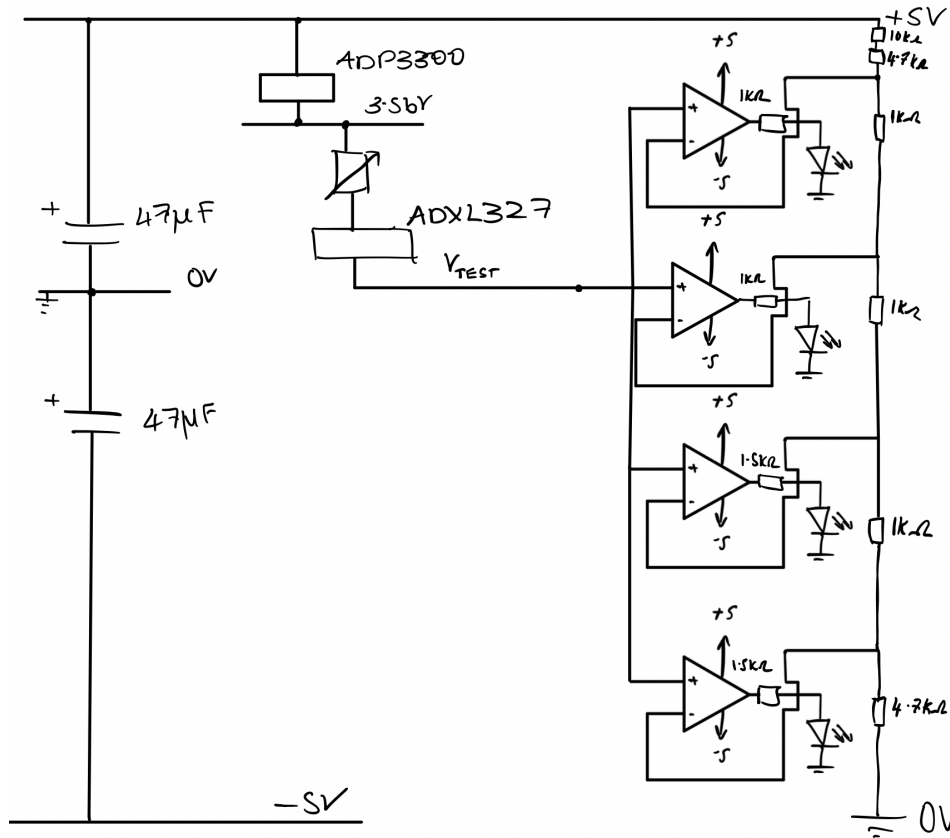 +5V
10kΩ
4.7kΩ
ADP3300
3.56V
+5
1kΩ
+
-
-5
1kΩ
+
47μF
ADXL327
0V
VTEST
+5
1kΩ
+
-
-5
1kΩ
+
47μF
+5
1.5kΩ
+
-
-5
1kΩ
+5
1.5kΩ
+
-
-5
4.7kΩ
-5V
0V